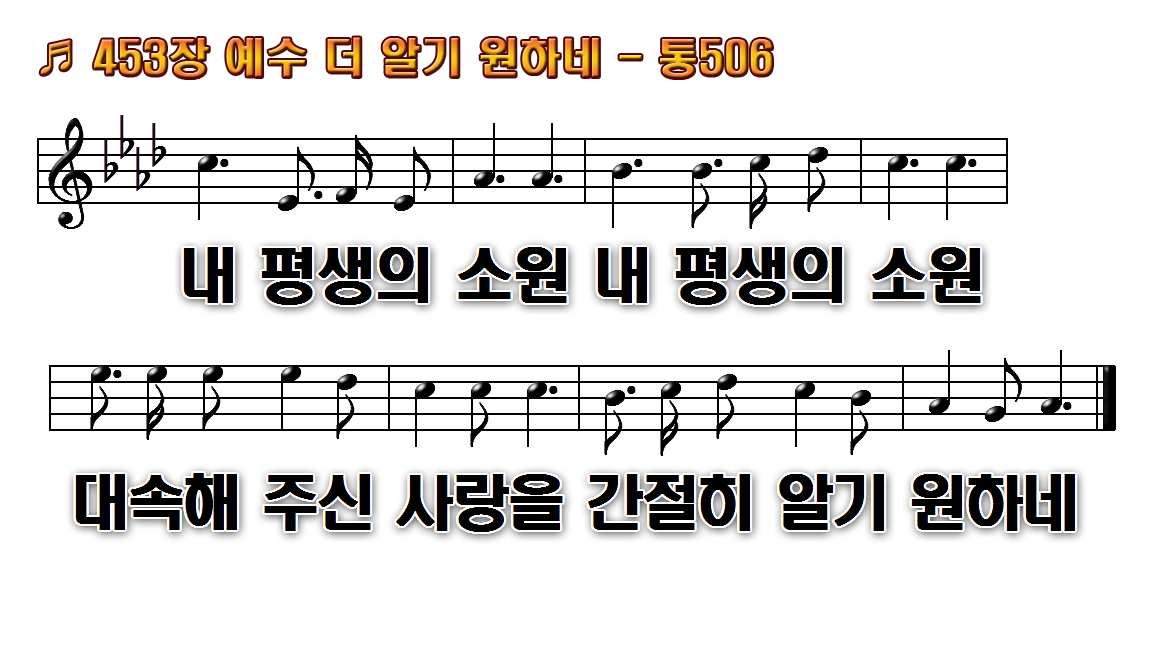 ♬ 453장 예수 더 알기 원하네 - 통506
내 평생의 소원 내 평생의 소원
대속해 주신 사랑을 간절히 알기 원하네